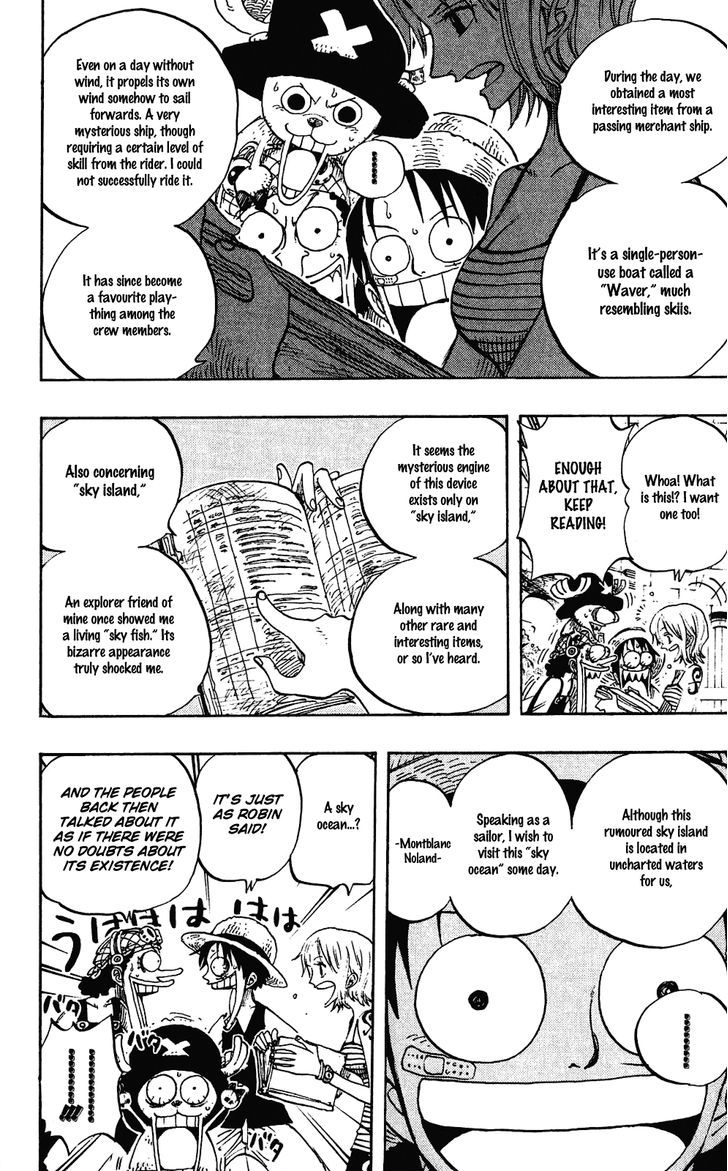 During the day, we
obtained a most
interesting item from a
passing merchant ship.
It's a single-person-
use boat called a
"Waver," much
resembling skiis.
Even on a day without
wind, it propels its own
wind somehow to sail
forwards. A very
mysterious ship, though
requiring a certain level of
skill from the rider. I could
not successfully ride it.
It has since become
a favourite play-
thing among the
crew members.
Whoa! What
is this!? I want
one too!
ENOUGH
ABOUT THAT,
KEEP
READING!
It seems the
mysterious engine
of this device
exists only on
"sky island,"
Along with many
other rare and
interesting items,
or so I've heard.
Also concerning
"sky island,"
An explorer friend of
mine once showed me
a living "sky fish." Its
bizarre appearance
truly shocked me.
Although this
rumoured sky island
is located in
uncharted waters
for us,
Speaking as a
sailor, I wish to
visit this "sky
ocean" some day.
-Montblanc
Noland-
A sky
ocean...?
IT'S JUST
AS ROBIN
SAID!
AND THE PEOPLE
BACK THEN
TALKED ABOUT IT
AS IF THERE WERE
NO DOUBTS ABOUT
ITS EXISTENCE!
うはほほはは
バタ
バタ
バタ